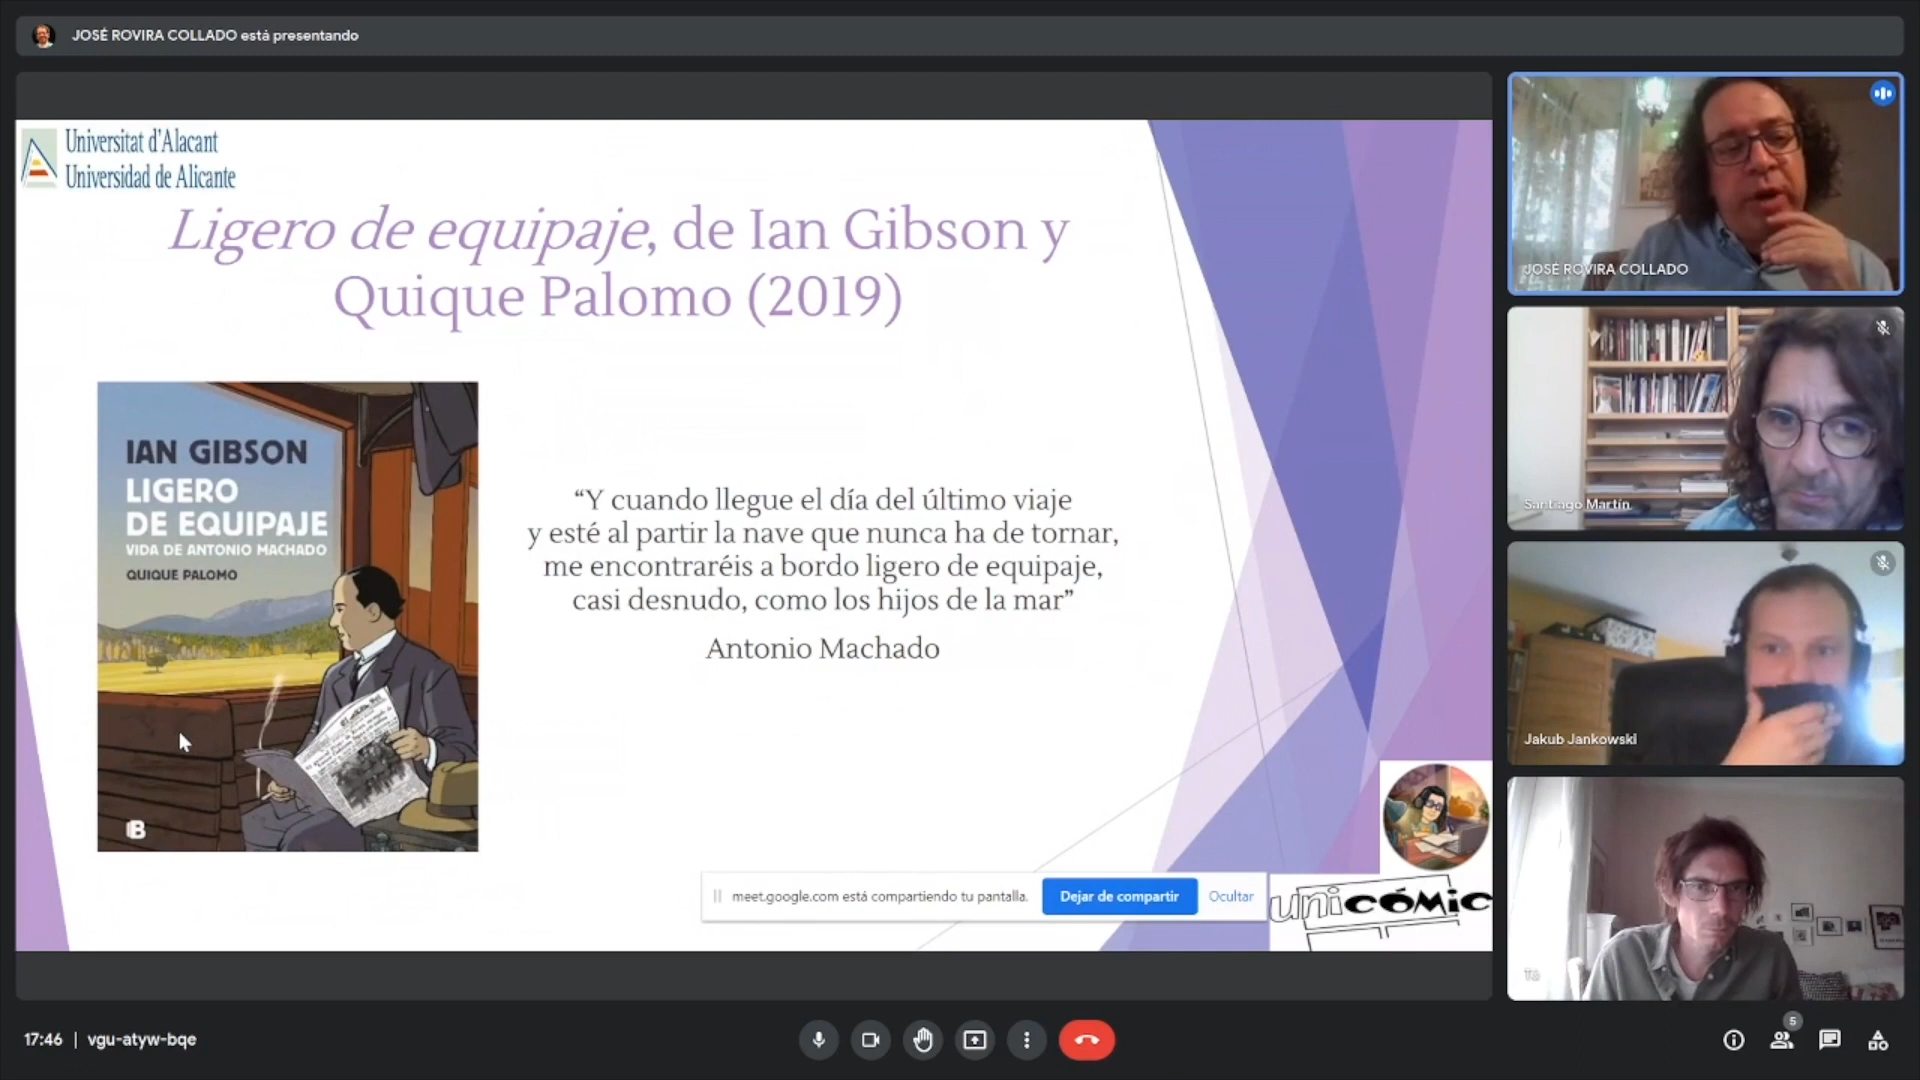 JOSÉ ROVIRA COLLADO está presentando
Universitat d'Alacant
Universidad de Alicante
Ligero de equipaje, de Ian Gibson y
Quique Palomo (2019)
IAN GIBSON
LIGERO
DE EQUIPAJE
VIDA DE ANTONIO MACHADO
QUIQUE PALOMO
B
“Y cuando llegue el día del último viaje
y esté al partir la nave que nunca ha de tornar,
me encontraréis a bordo ligero de equipaje,
casi desnudo, como los hijos de la mar”
Antonio Machado
meet.google.com está compartiendo tu pantalla.
Dejar de compartir
Ocultar
unicómic
JOSÉ ROVIRA COLLADO
Santiago Martín
Jakub Jankowski
Tú
17:46 | vgu-atyw-bqe
5